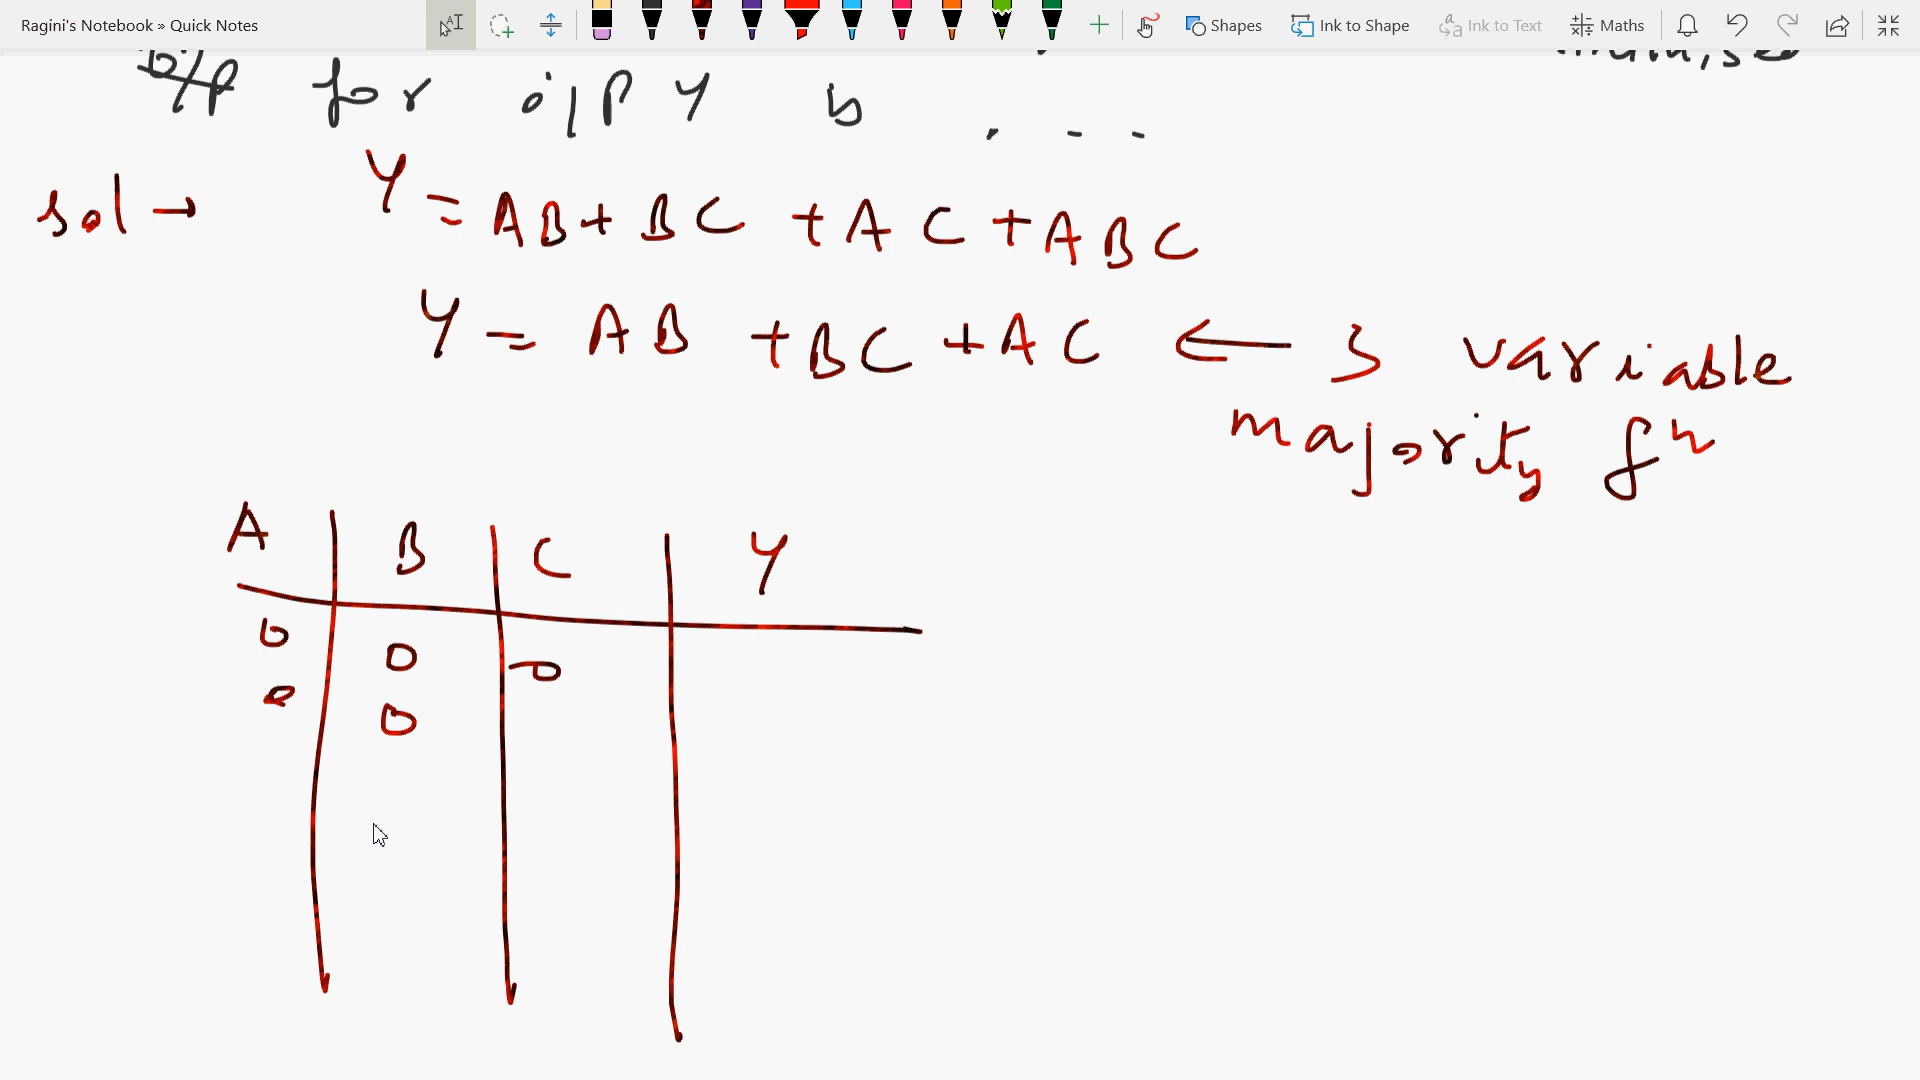 Ragini's Notebook » Quick Notes
Shapes
Ink to Shape
Ink to Text
Maths
O/P for o/P Y is . - -
sol → Y = AB + BC + AC + ABC
Y = AB + BC + AC ← 3 variable
majority fn
A B C Y
0 0 0
0 0